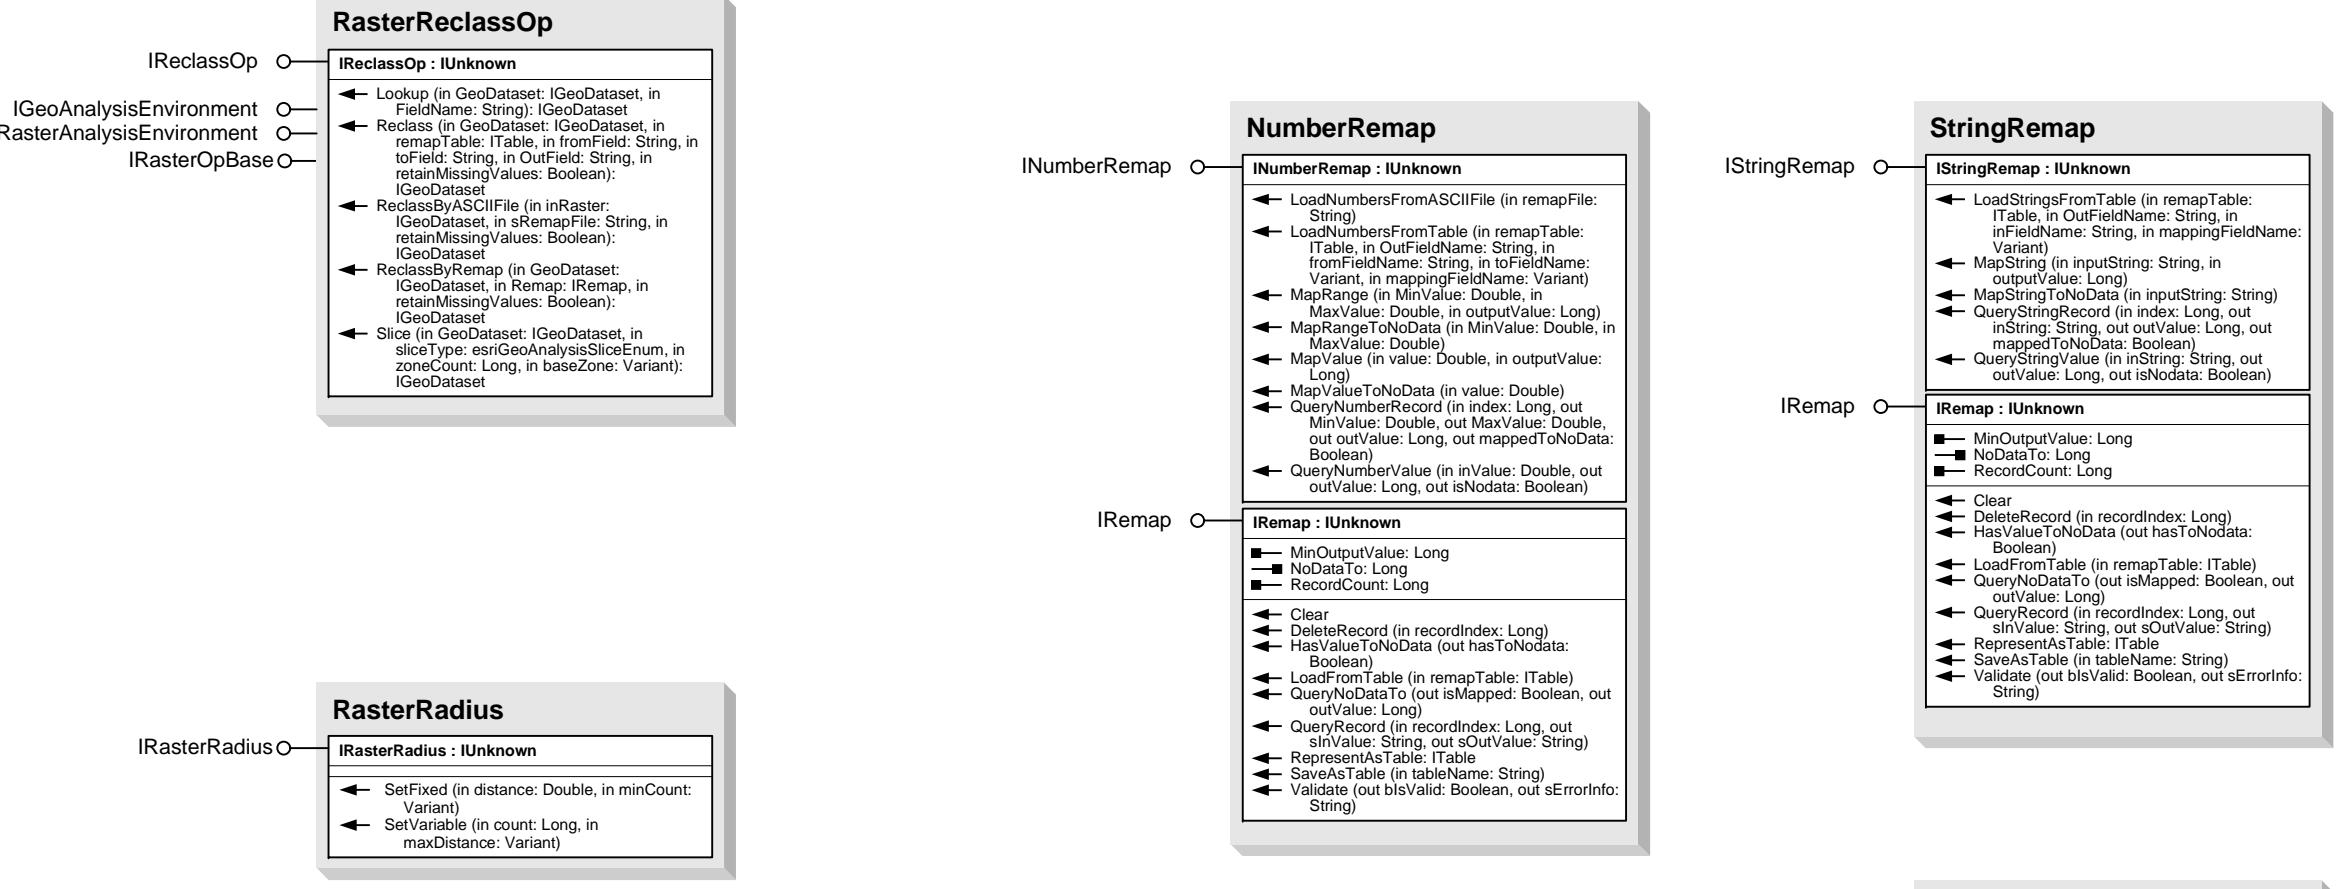 RasterReclassOp
IReclassOp
IReclassOp : IUnknown
Lookup (in GeoDataset: IGeoDataset, in
FieldName: String): IGeoDataset
Reclass (in GeoDataset: IGeoDataset, in
remapTable: ITable, in fromField: String, in
toField: String, in OutField: String, in
retainMissingValues: Boolean):
IGeoDataset
ReclassByASCIIFile (in inRaster:
IGeoDataset, in sRemapFile: String, in
retainMissingValues: Boolean):
IGeoDataset
ReclassByRemap (in GeoDataset:
IGeoDataset, in Remap: IRemap, in
retainMissingValues: Boolean):
IGeoDataset
Slice (in GeoDataset: IGeoDataset, in
sliceType: esriGeoAnalysisSliceEnum, in
zoneCount: Long, in baseZone: Variant):
IGeoDataset
IGeoAnalysisEnvironment
RasterAnalysisEnvironment
IRasterOpBase
RasterRadius
IRasterRadius
IRasterRadius : IUnknown
SetFixed (in distance: Double, in minCount:
Variant)
SetVariable (in count: Long, in
maxDistance: Variant)
NumberRemap
INumberRemap
INumberRemap : IUnknown
LoadNumbersFromASCIIFile (in remapFile:
String)
LoadNumbersFromTable (in remapTable:
ITable, in OutFieldName: String, in
fromFieldName: String, in toFieldName:
Variant, in mappingFieldName: Variant)
MapRange (in MinValue: Double, in
MaxValue: Double, in outputValue: Long)
MapRangeToNoData (in MinValue: Double, in
MaxValue: Double)
MapValue (in value: Double, in outputValue:
Long)
MapValueToNoData (in value: Double)
QueryNumberRecord (in index: Long, out
MinValue: Double, out MaxValue: Double,
out outValue: Long, out mappedToNoData:
Boolean)
QueryNumberValue (in inValue: Double, out
outValue: Long, out isNodata: Boolean)
IRemap
IRemap : IUnknown
MinOutputValue: Long
NoDataTo: Long
RecordCount: Long
Clear
DeleteRecord (in recordIndex: Long)
HasValueToNoData (out hasToNodata:
Boolean)
LoadFromTable (in remapTable: ITable)
QueryNoDataTo (out isMapped: Boolean, out
outValue: Long)
QueryRecord (in recordIndex: Long, out
sInValue: String, out sOutValue: String)
RepresentAsTable: ITable
SaveAsTable (in tableName: String)
Validate (out bIsValid: Boolean, out sErrorInfo:
String)
StringRemap
IStringRemap
IStringRemap : IUnknown
LoadStringsFromTable (in remapTable:
ITable, in OutFieldName: String, in
inFieldName: String, in mappingFieldName:
Variant)
MapString (in inputString: String, in
outputValue: Long)
MapStringToNoData (in inputString: String)
QueryStringRecord (in index: Long, out
inString: String, out outValue: Long, out
mappedToNoData: Boolean)
QueryStringValue (in inString: String, out
outValue: Long, out isNodata: Boolean)
IRemap
IRemap : IUnknown
MinOutputValue: Long
NoDataTo: Long
RecordCount: Long
Clear
DeleteRecord (in recordIndex: Long)
HasValueToNoData (out hasToNodata:
Boolean)
LoadFromTable (in remapTable: ITable)
QueryNoDataTo (out isMapped: Boolean, out
outValue: Long)
QueryRecord (in recordIndex: Long, out
sInValue: String, out sOutValue: String)
RepresentAsTable: ITable
SaveAsTable (in tableName: String)
Validate (out bIsValid: Boolean, out sErrorInfo:
String)